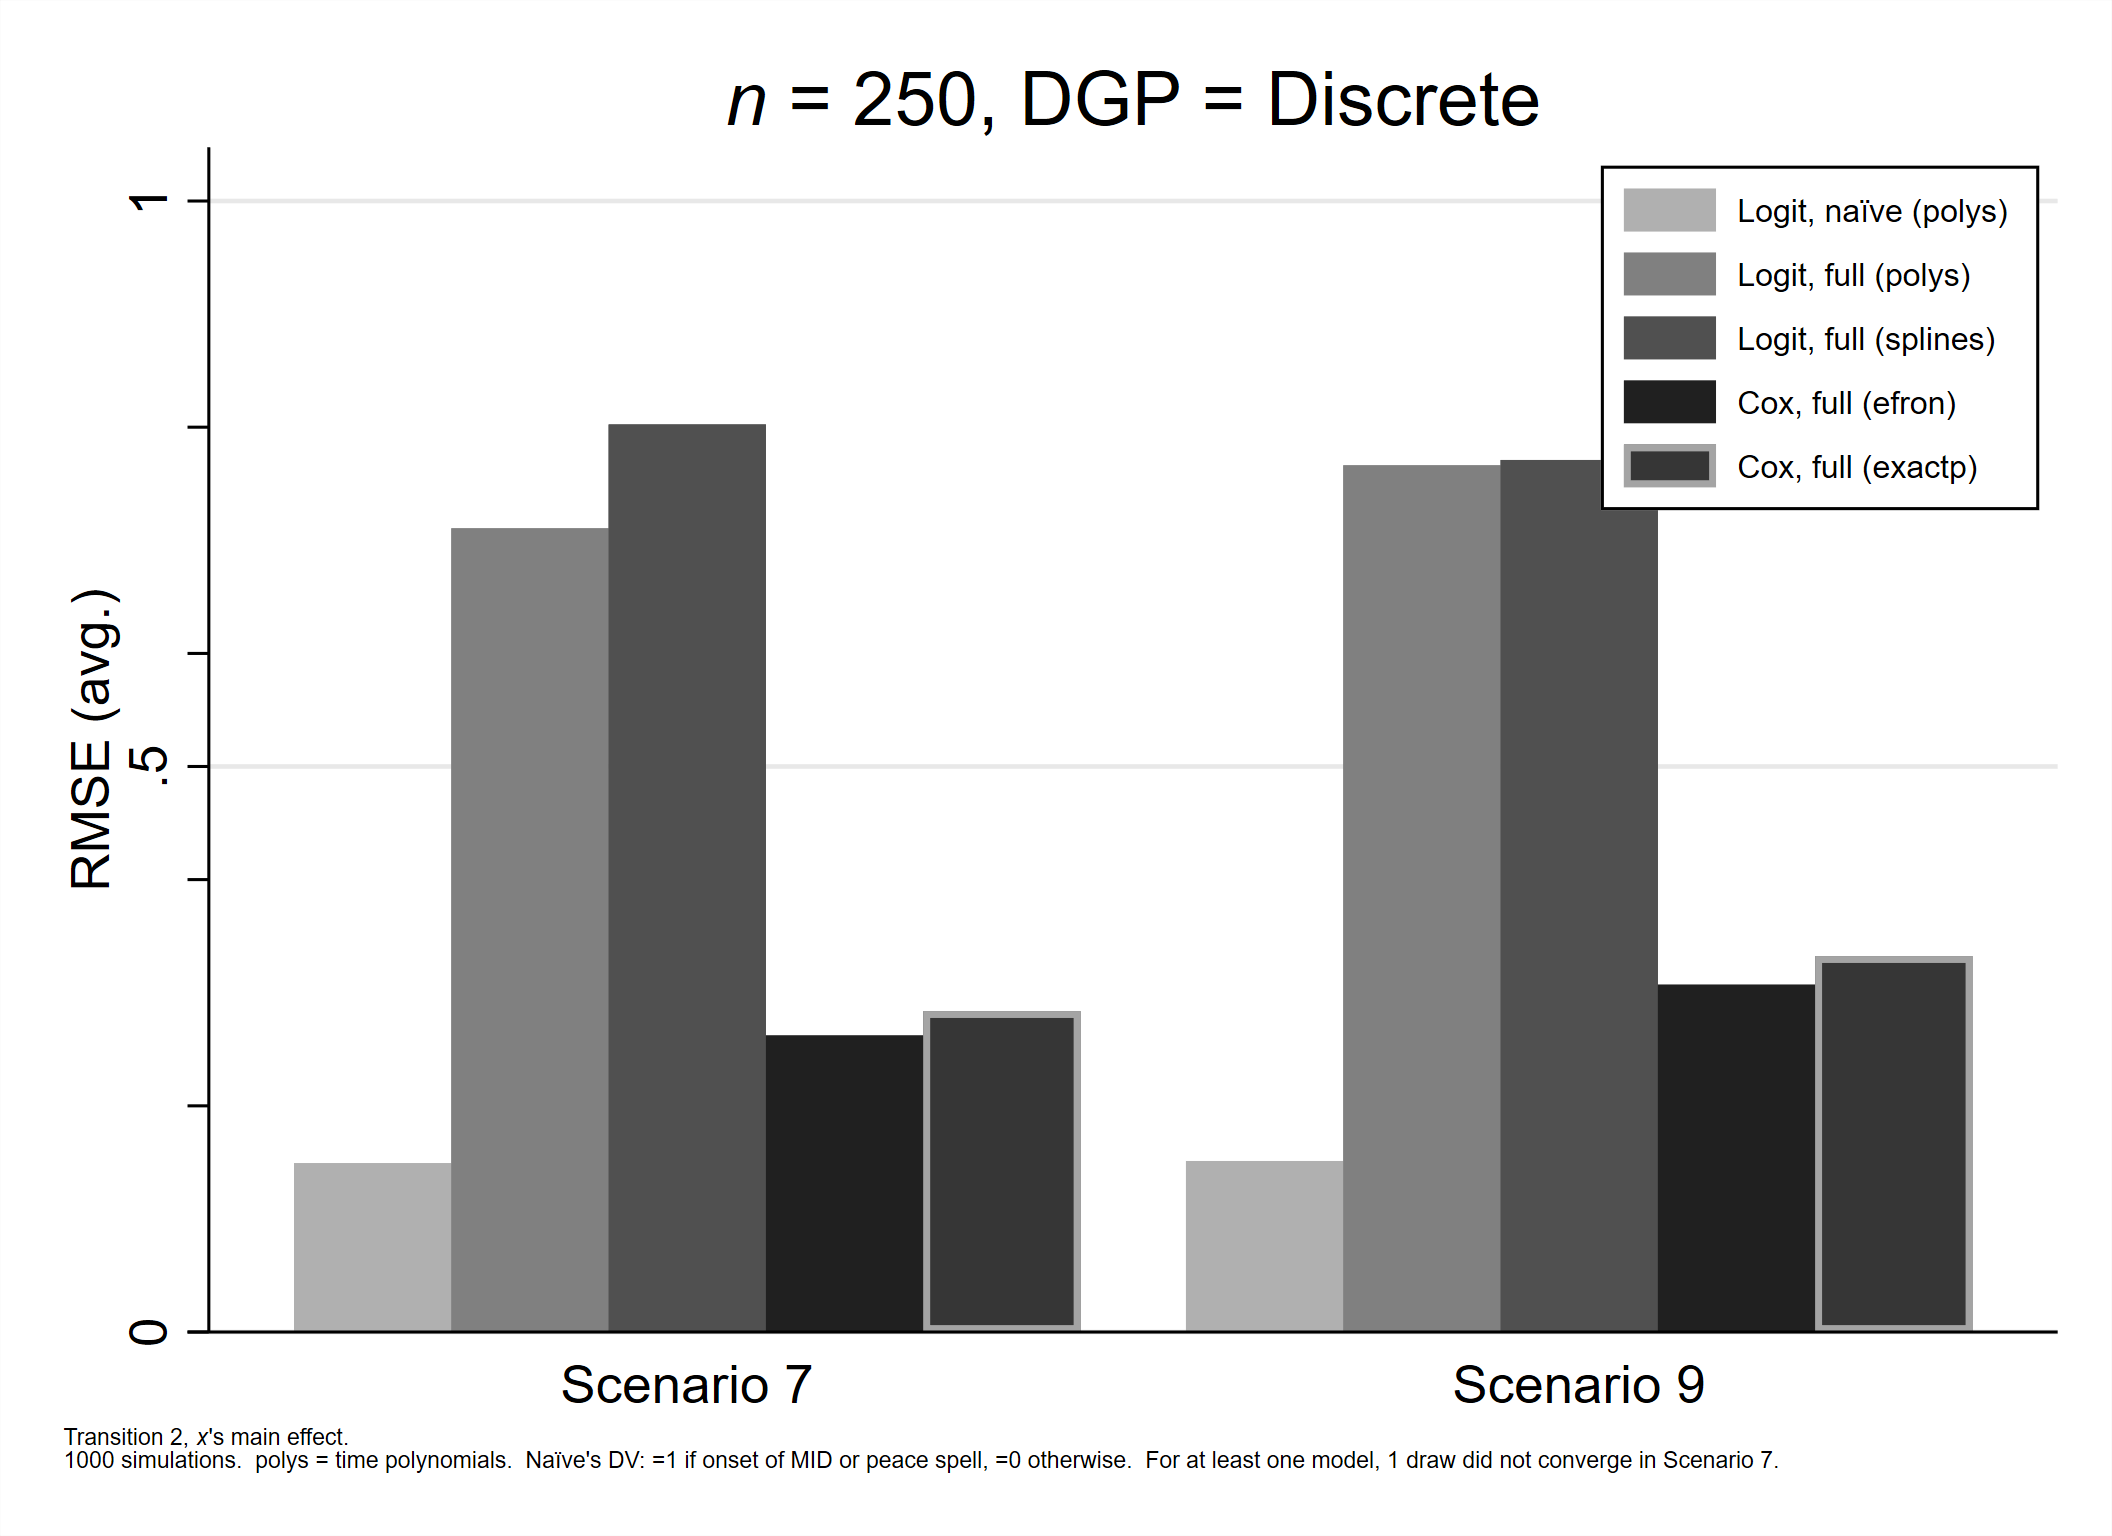 n = 250, DGP = Discrete
1
.5
0
RMSE (avg.)
Logit, naïve (polys)
Logit, full (polys)
Logit, full (splines)
Cox, full (efron)
Cox, full (exactp)
Scenario 7
Scenario 9
Transition 2, x's main effect.
1000 simulations.  polys = time polynomials.  Naïve's DV: =1 if onset of MID or peace spell, =0 otherwise.  For at least one model, 1 draw did not converge in Scenario 7.